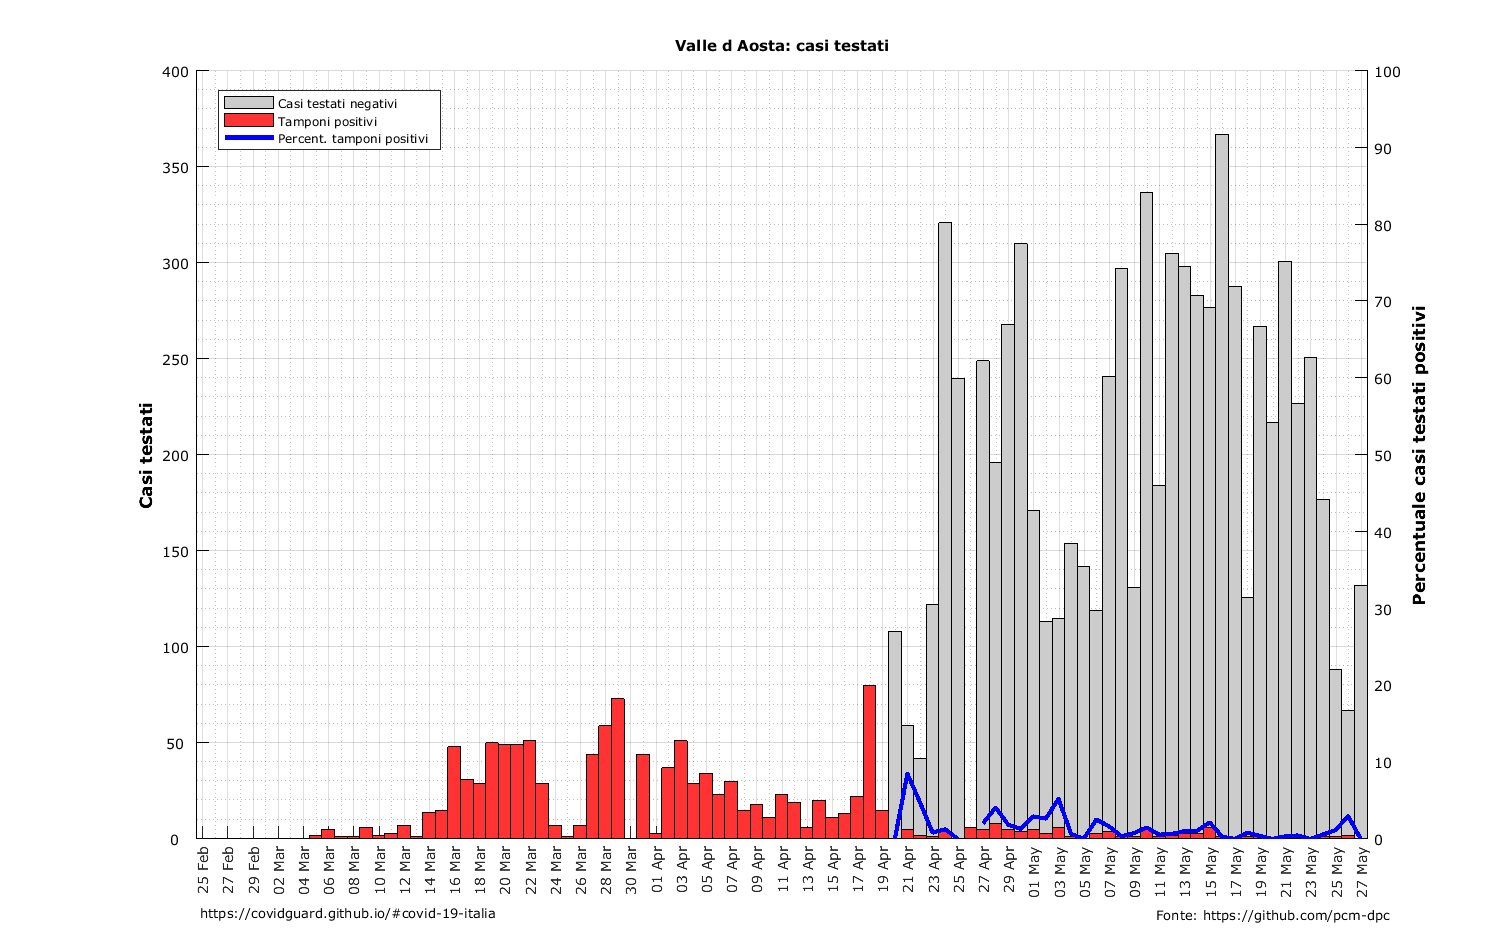 Valle d Aosta: casi testati
Casi testati negativi
Tamponi positivi
Percent. tamponi positivi
400
350
300
250
200
150
100
50
0
Casi testati
100
90
80
70
60
50
40
30
20
10
0
Percentuale casi testati positivi
25 Feb
27 Feb
29 Feb
02 Mar
04 Mar
06 Mar
08 Mar
10 Mar
12 Mar
14 Mar
16 Mar
18 Mar
20 Mar
22 Mar
24 Mar
26 Mar
28 Mar
30 Mar
01 Apr
03 Apr
05 Apr
07 Apr
09 Apr
11 Apr
13 Apr
15 Apr
17 Apr
19 Apr
21 Apr
23 Apr
25 Apr
27 Apr
29 Apr
01 May
03 May
05 May
07 May
09 May
11 May
13 May
15 May
17 May
19 May
21 May
23 May
25 May
27 May
https://covidguard.github.io/#covid-19-italia
Fonte: https://github.com/pcm-dpc